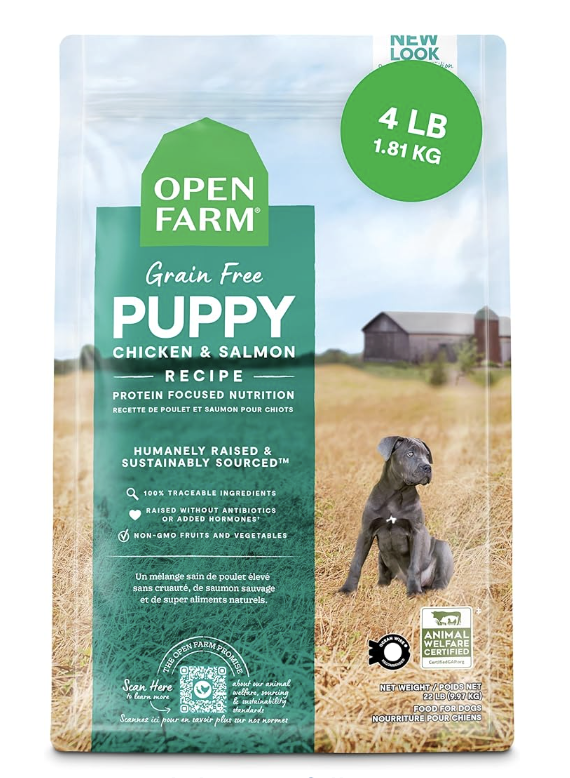 NEW
LOOK
4 LB
1.81 KG
OPEN
FARM®
Grain Free
PUPPY
CHICKEN & SALMON
RECIPE
PROTEIN FOCUSED NUTRITION
RECETTE DE POULET ET SAUMON POUR CHIOTS
HUMANELY RAISED &
SUSTAINABLY SOURCED™
100% TRACEABLE INGREDIENTS
RAISED WITHOUT ANTIBIOTICS
OR ADDED HORMONES†
NON-GMO FRUITS AND VEGETABLES
Un mélange sain de poulet élevé
sans cruauté, de saumon sauvage
et de super aliments naturels.
THE OPEN FARM PROMISE
Scan Here
to learn more
about our animal
welfare, sourcing
& sustainability
standards
Scannez ici pour en savoir plus sur nos normes
OCEAN WISE
ANIMAL
WELFARE
CERTIFIED
CertifiedGAP.org
‡
NET WEIGHT / POIDS NET
22 LB (9.97 KG)
FOOD FOR DOGS
NOURRITURE POUR CHIENS